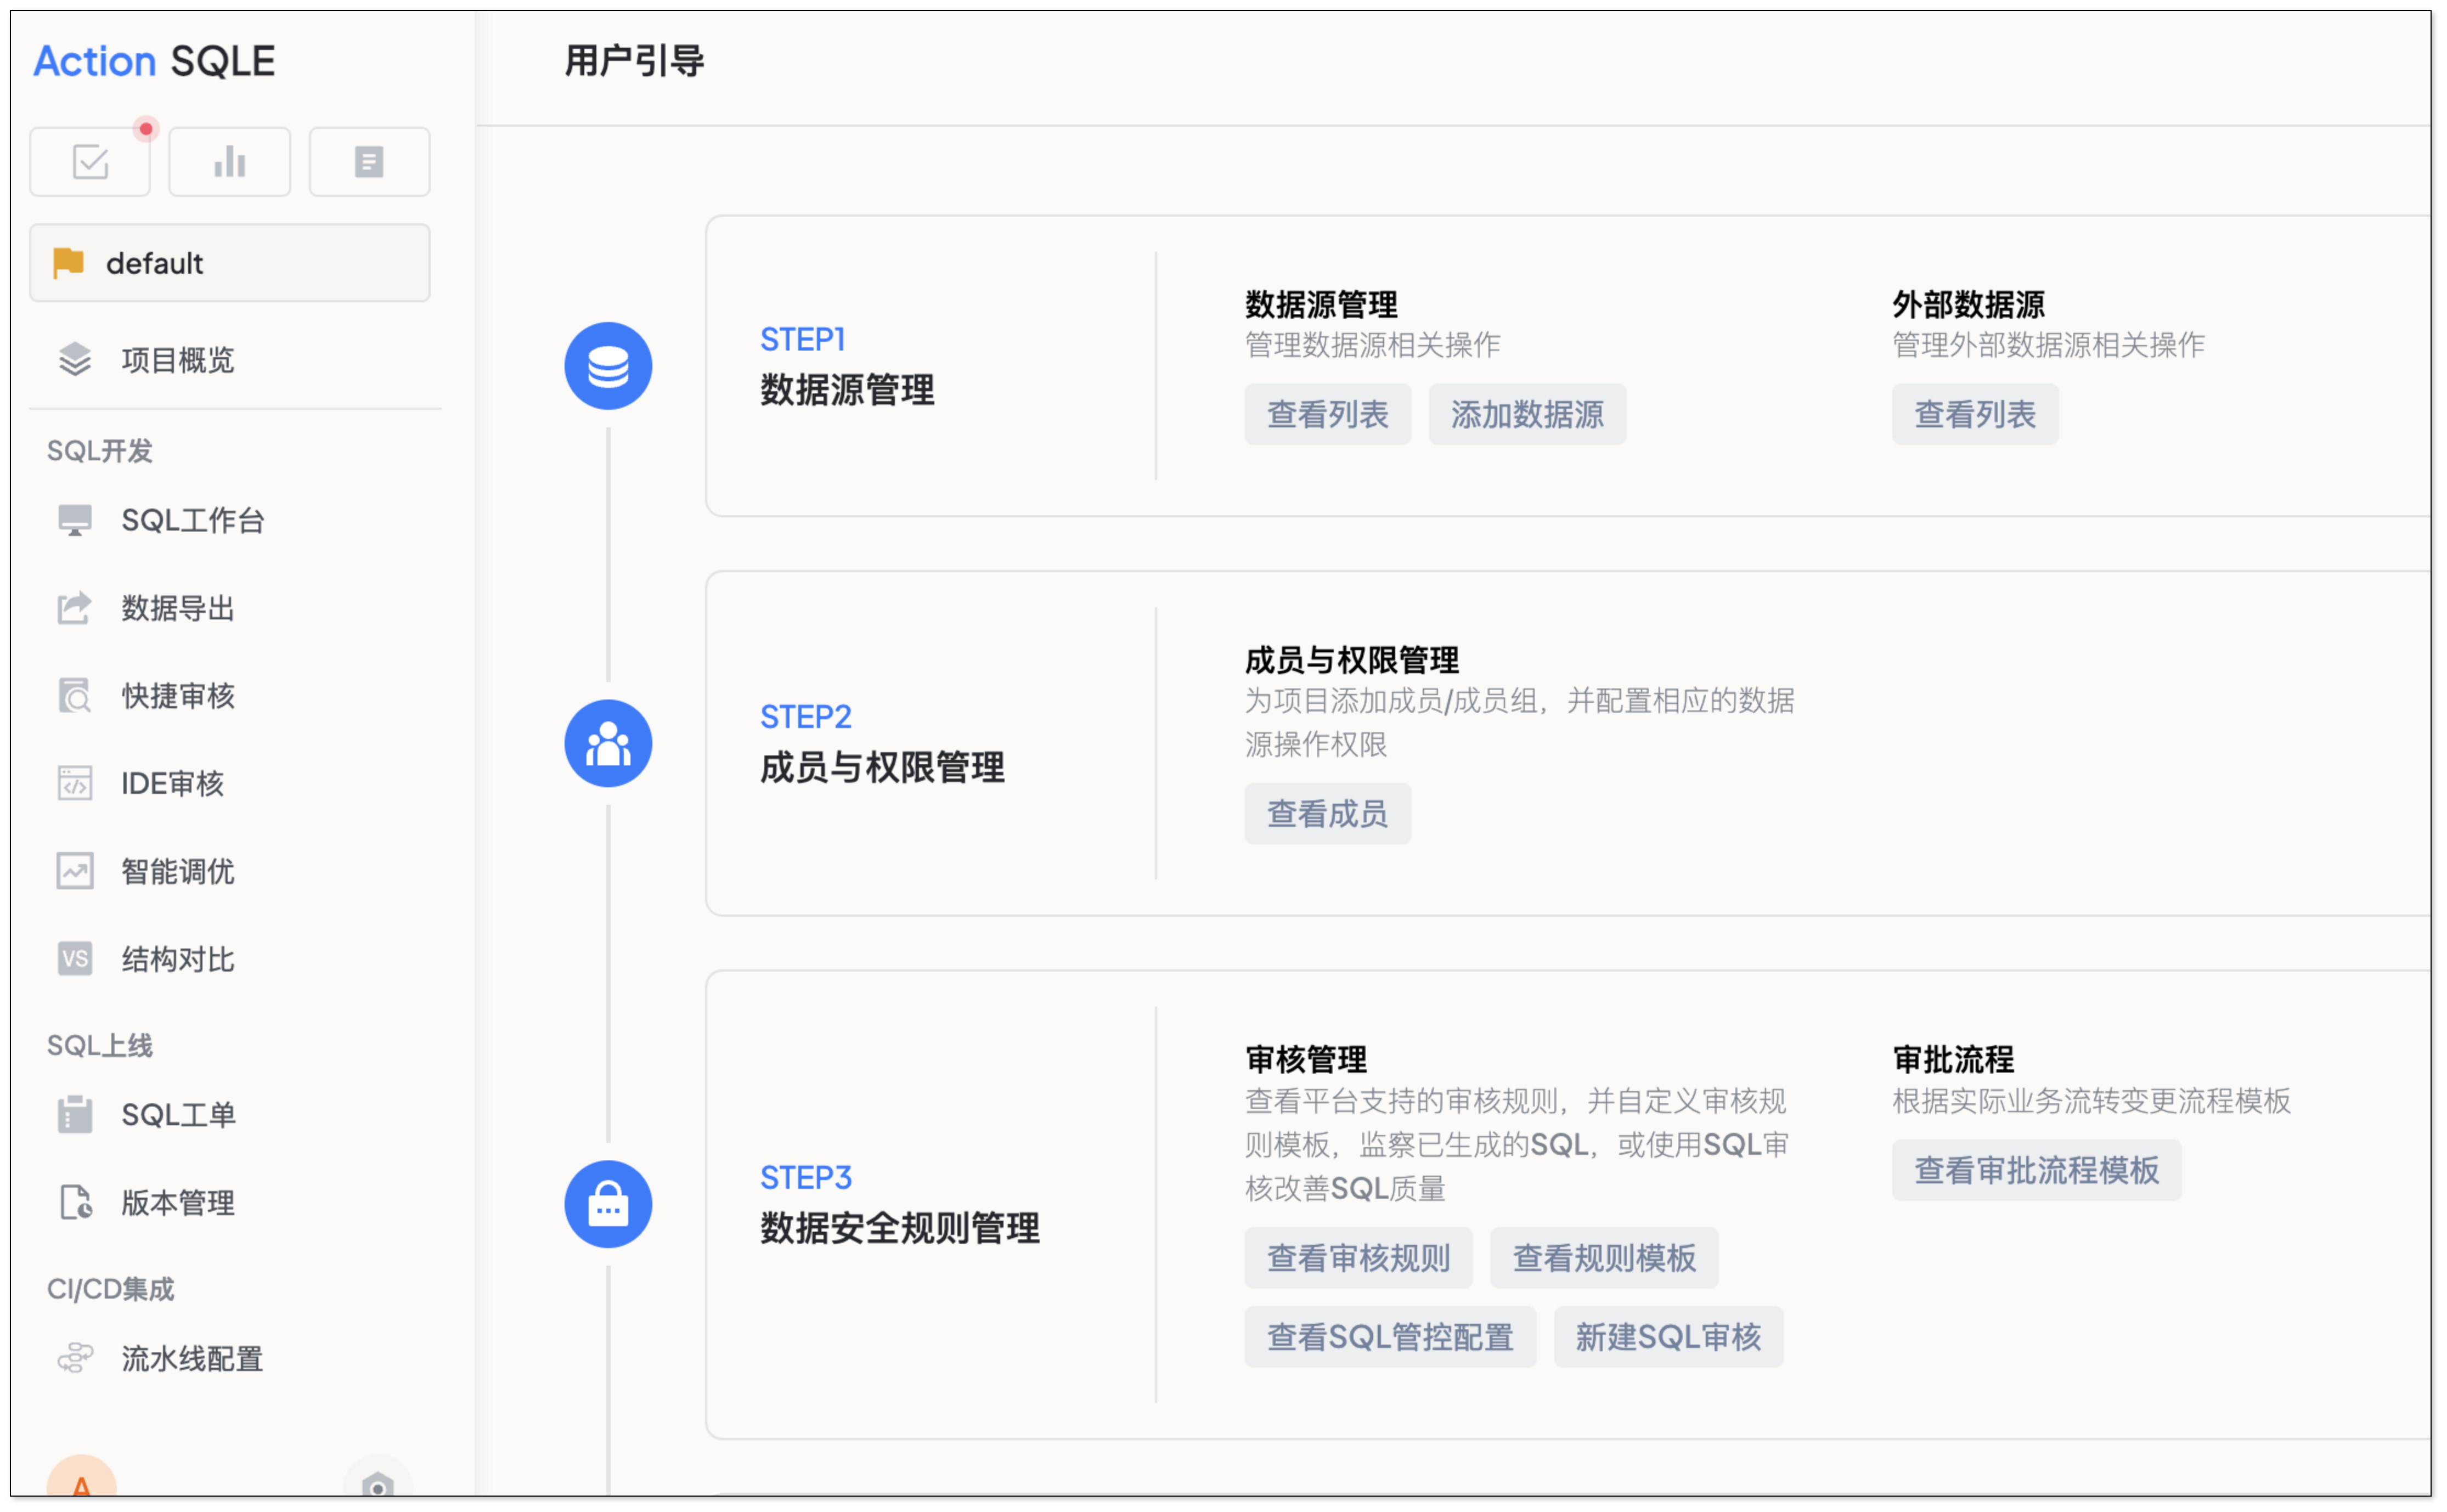 Action SQLE
default
项目概览
SQL开发
SQL工作台
数据导出
快捷审核
IDE审核
智能调优
VS
结构对比
SQL上线
SQL工单
版本管理
CI/CD集成
流水线配置
A
用户引导
STEP1
数据源管理
数据源管理
管理数据源相关操作
查看列表 添加数据源
外部数据源
管理外部数据源相关操作
查看列表
STEP2
成员与权限管理
成员与权限管理
为项目添加成员/成员组，并配置相应的数据
源操作权限
查看成员
STEP3
数据安全规则管理
审核管理
查看平台支持的审核规则，并自定义审核规
则模板，监察已生成的SQL，或使用SQL审
核改善SQL质量
查看审核规则 查看规则模板
查看SQL管控配置 新建SQL审核
审批流程
根据实际业务流转变更流程模板
查看审批流程模板